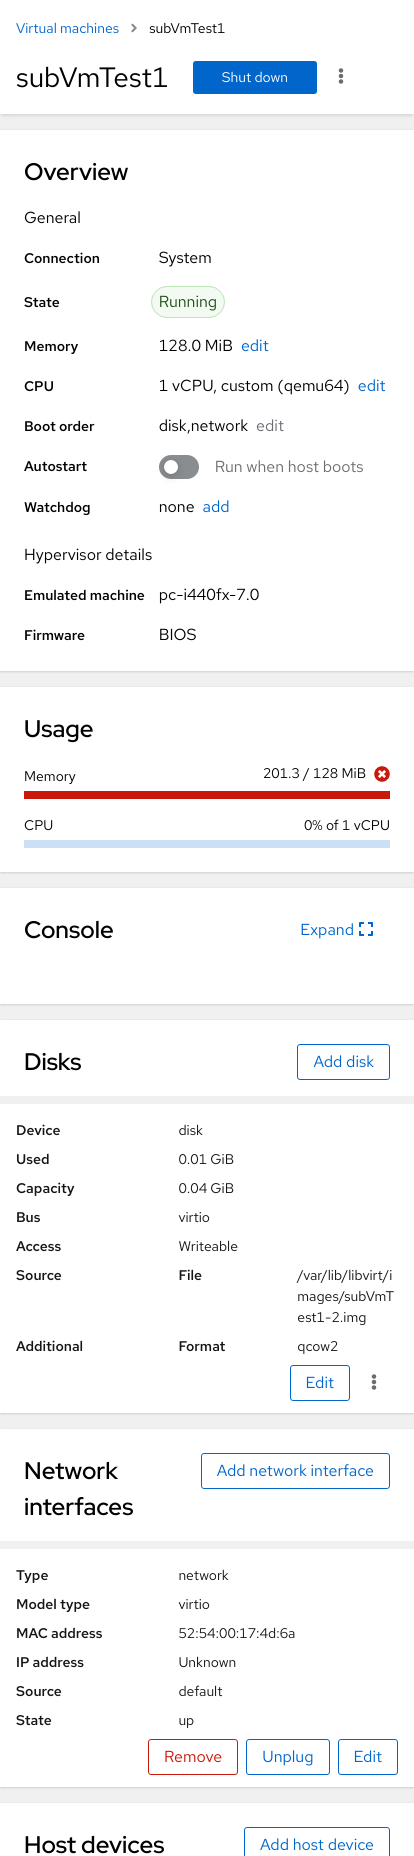 Virtual machines > subVmTest1
subVmTest1 Shut down
Overview
General
Connection System
State Running
Memory 128.0 MiB edit
CPU 1 vCPU, custom (qemu64) edit
Boot order disk,network edit
Autostart Run when host boots
Watchdog none add
Hypervisor details
Emulated machine pc-i440fx-7.0
Firmware BIOS
Usage
Memory 201.3 / 128 MiB
CPU 0% of 1 vCPU
Console Expand
Disks Add disk
Device disk
Used 0.01 GiB
Capacity 0.04 GiB
Bus virtio
Access Writeable
Source File /var/lib/libvirt/i
mages/subVmT
est1-2.img
Additional Format qcow2
Edit
Network Add network interface
interfaces
Type network
Model type virtio
MAC address 52:54:00:17:4d:6a
IP address Unknown
Source default
State up
Remove Unplug Edit
Host devices Add host device